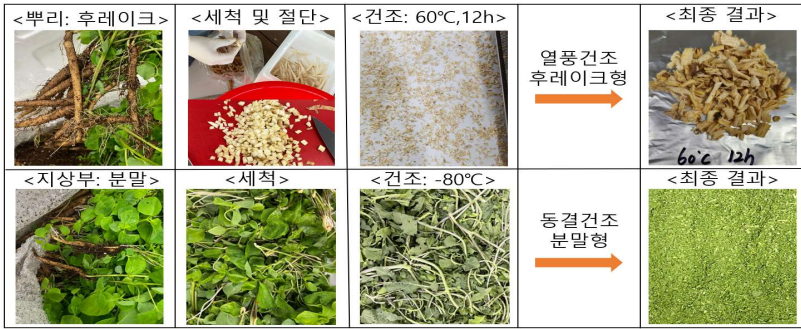 <뿌리: 후레이크>
<세척 및 절단>
<건조: 60℃,12h>
열풍건조
후레이크형
<최종 결과>
60℃ 12h
<지상부: 분말>
<세척>
<건조: -80℃>
동결건조
분말형
<최종 결과>